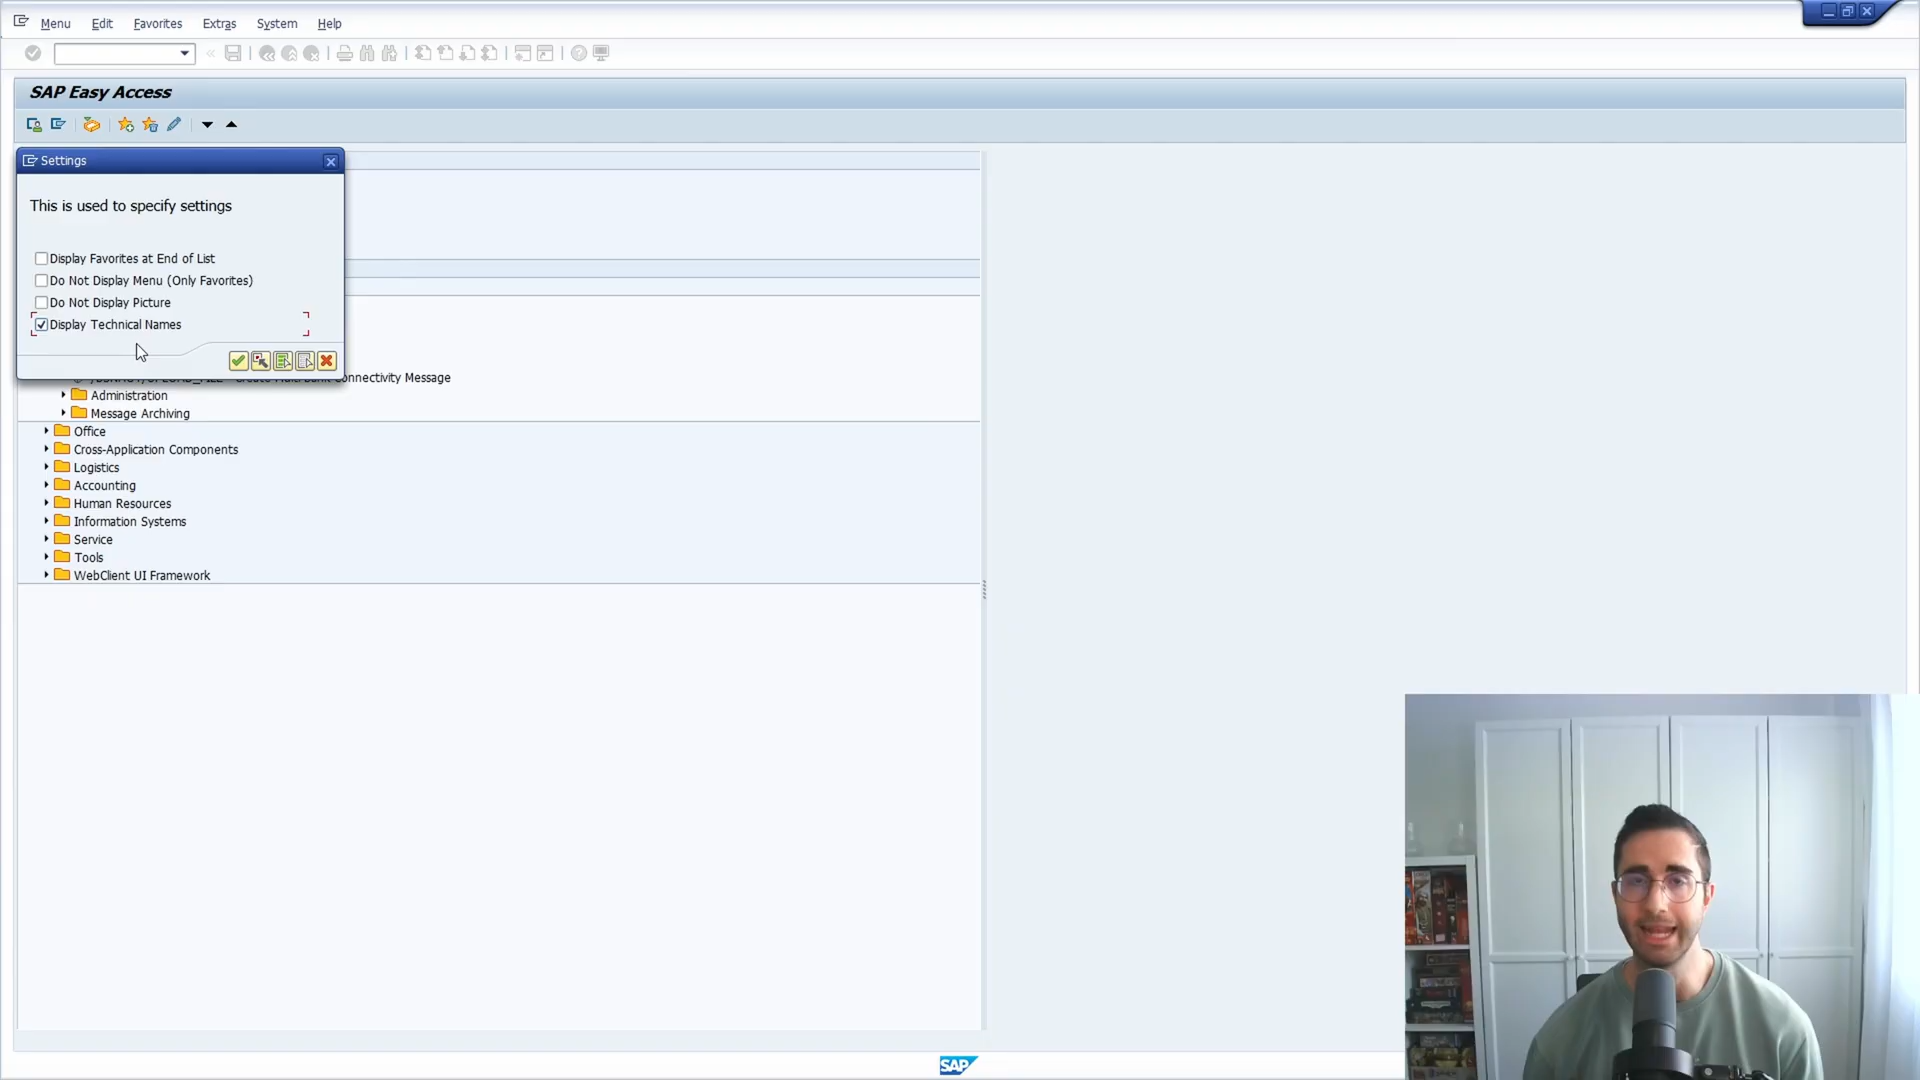 Menu Edit Favorites Extras System Help
SAP Easy Access
Settings
This is used to specify settings
Display Favorites at End of List
Do Not Display Menu (Only Favorites)
Do Not Display Picture
Display Technical Names
Connectivity Message
Administration
Message Archiving
Office
Cross-Application Components
Logistics
Accounting
Human Resources
Information Systems
Service
Tools
WebClient UI Framework
SAP